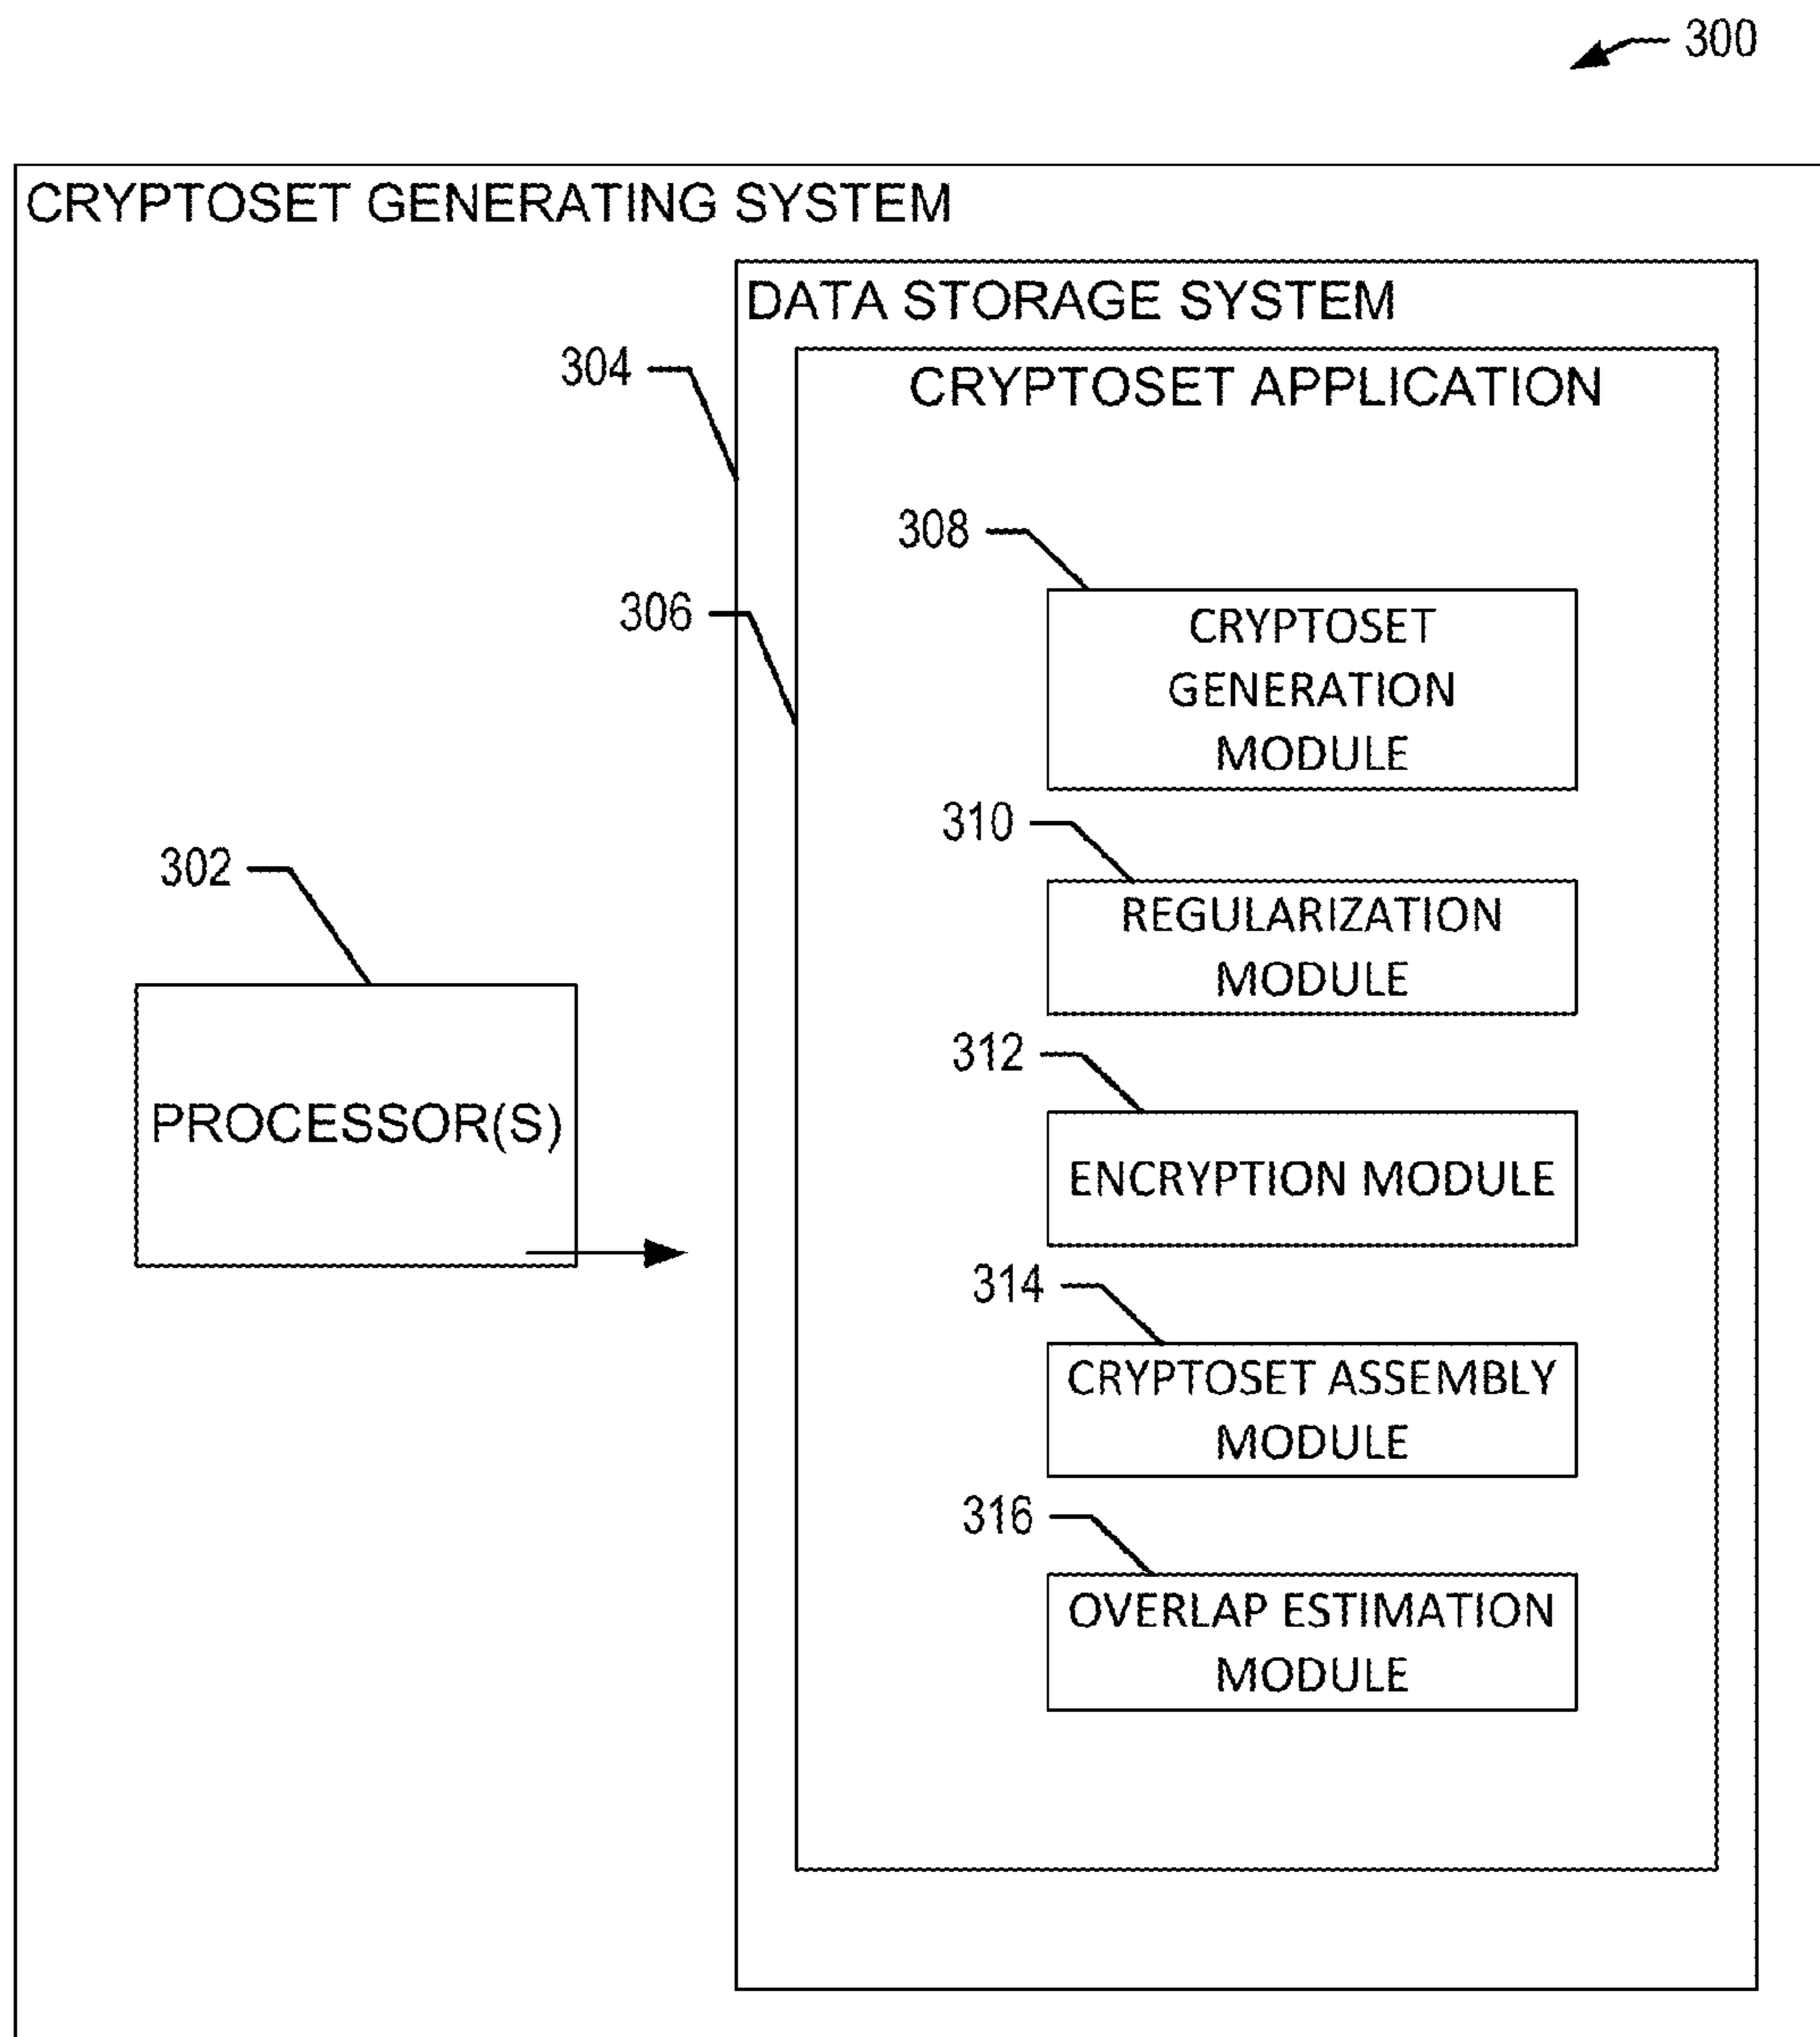 300
CRYPTOSET GENERATING SYSTEM
DATA STORAGE SYSTEM
304
CRYPTOSET APPLICATION
308
306
CRYPTOSET
GENERATION
MODULE
310
302
REGULARIZATION
MODULE
312
PROCESSOR(S)
ENCRYPTION MODULE
314
CRYPTOSET ASSEMBLY
MODULE
316
OVERLAP ESTIMATION
MODULE